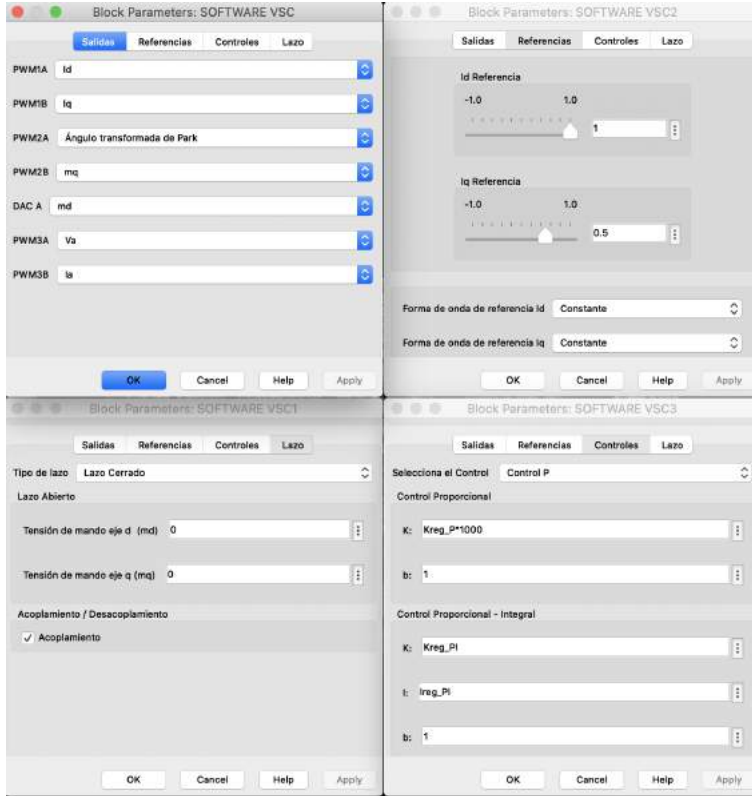 Block Parameters: SOFTWARE VSC
Salidas Referencias Controles Lazo
PWM1A Id
PWM1B Iq
PWM2A Ángulo transformada de Park
PWM2B mq
DAC A md
PWM3A Va
PWM3B Ia
OK Cancel Help Apply
Block Parameters: SOFTWARE VSC2
Salidas Referencias Controles Lazo
Id Referencia
-1.0 1.0
1
Iq Referencia
-1.0 1.0
0.5
Forma de onda de referencia Id Constante
Forma de onda de referencia Iq Constante
OK Cancel Help Apply
Block Parameters: SOFTWARE VSC1
Salidas Referencias Controles Lazo
Tipo de lazo Lazo Cerrado
Lazo Abierto
Tensión de mando eje d (md) 0
Tensión de mando eje q (mq) 0
Acoplamiento / Desacoplamiento
Acoplamiento
OK Cancel Help Apply
Block Parameters: SOFTWARE VSC3
Salidas Referencias Controles Lazo
Selecciona el Control Control P
Control Proporcional
K: Kreg_P*1000
b: 1
Control Proporcional - Integral
K: Kreg_PI
I: Ireg_PI
b: 1
OK Cancel Help Apply